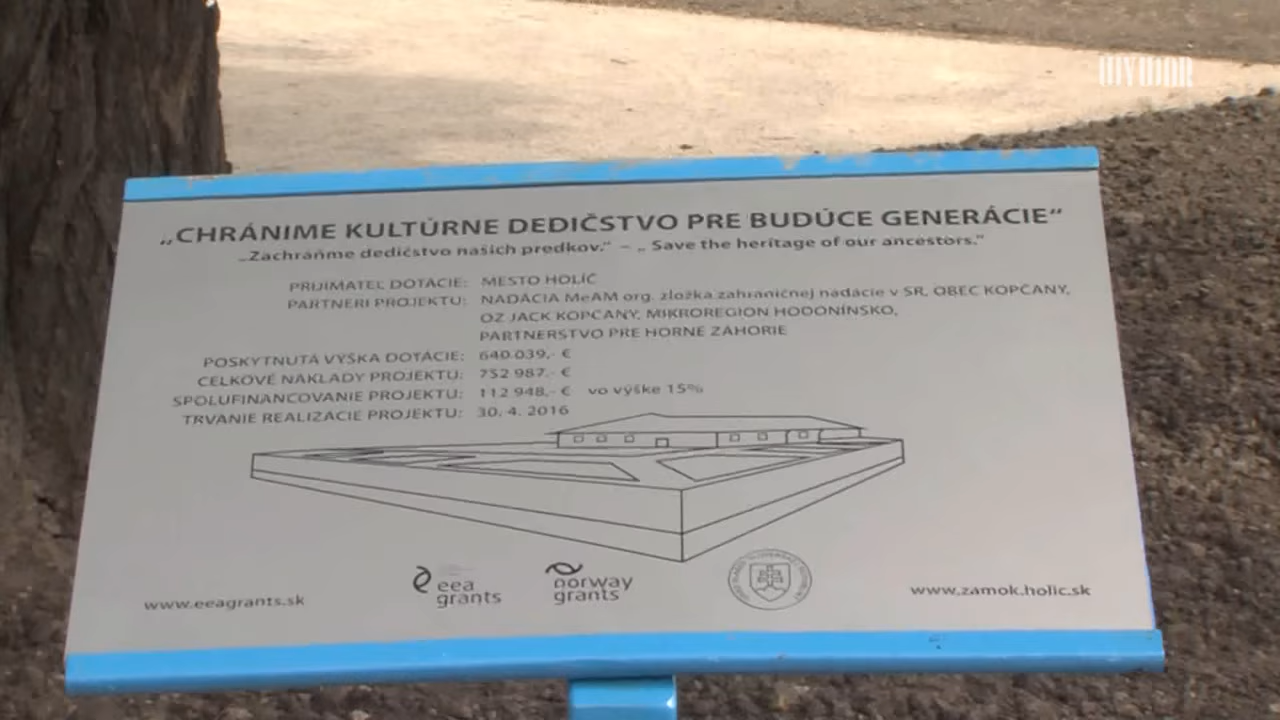 „CHRÁNIME KULTÚRNE DEDIČSTVO PRE BUDÚCE GENERÁCIE“
„Zachráňme dedičstvo našich predkov.“ – „ Save the heritage of our ancestors.“
PRIJÍMATEĽ DOTÁCIE: MESTO HOLÍČ
PARTNERI PROJEKTU: NADÁCIA MeAM org. zložka zahraničnej nadácie v SR, OBEC KOPČANY,
OZ JACK KOPČANY, MIKROREGION HODONÍNSKO,
PARTNERSTVO PRE HORNÉ ZÁHORIE
POSKYTNUTÁ VÝŠKA DOTÁCIE: 640.039,- €
CELKOVÉ NÁKLADY PROJEKTU: 752 987,- €
SPOLUFINANCOVANIE PROJEKTU: 112 948,- € vo výške 15%
TRVANIE REALIZÁCIE PROJEKTU: 30. 4. 2016
www.eeagrants.sk
eea
grants
norway
grants
www.zamok.holic.sk